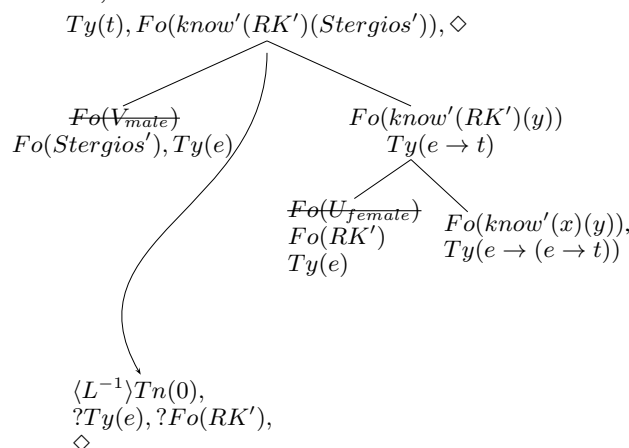 Ty(t), Fo(know′(RK′)(Stergios′)), ◇
Fo(V_male)
Fo(Stergios′), Ty(e)
Fo(know′(RK′)(y))
Ty(e → t)
Fo(U_female)
Fo(RK′)
Ty(e)
Fo(know′(x)(y)),
Ty(e → (e → t))
⟨L⁻¹⟩Tn(0),
?Ty(e), ?Fo(RK′),
◇